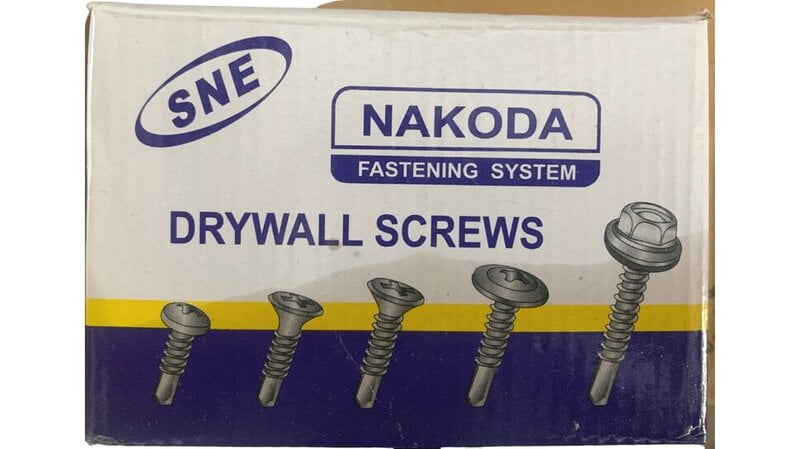 SNE
NAKODA
FASTENING SYSTEM
DRYWALL SCREWS